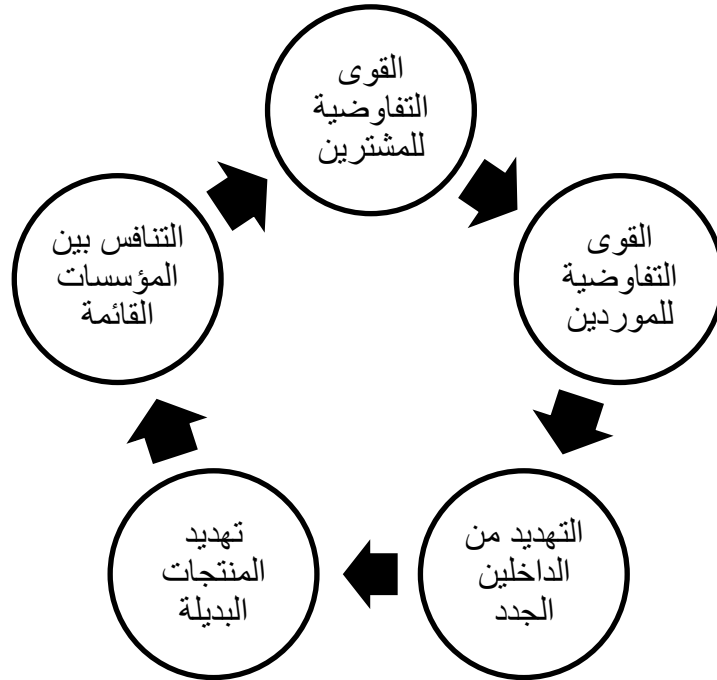 القوى
التفاوضية
للمشترين
القوى
التفاوضية
للموردين
التهديد من
الداخلين
الجدد
تهديد
المنتجات
البديلة
التنافس بين
المؤسسات
القائمة